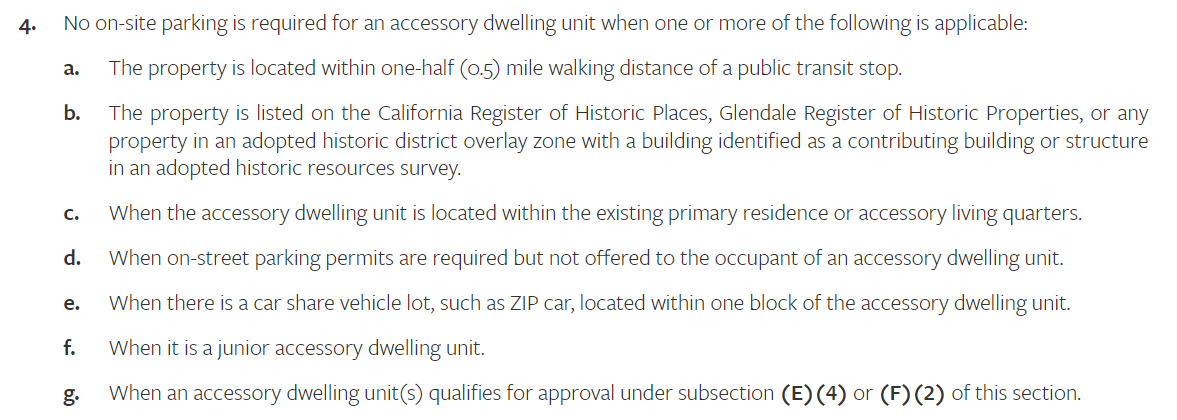 4. No on-site parking is required for an accessory dwelling unit when one or more of the following is applicable:
a. The property is located within one-half (0.5) mile walking distance of a public transit stop.
b. The property is listed on the California Register of Historic Places, Glendale Register of Historic Properties, or any
property in an adopted historic district overlay zone with a building identified as a contributing building or structure
in an adopted historic resources survey.
c. When the accessory dwelling unit is located within the existing primary residence or accessory living quarters.
d. When on-street parking permits are required but not offered to the occupant of an accessory dwelling unit.
e. When there is a car share vehicle lot, such as ZIP car, located within one block of the accessory dwelling unit.
f. When it is a junior accessory dwelling unit.
g. When an accessory dwelling unit(s) qualifies for approval under subsection (E)(4) or (F)(2) of this section.